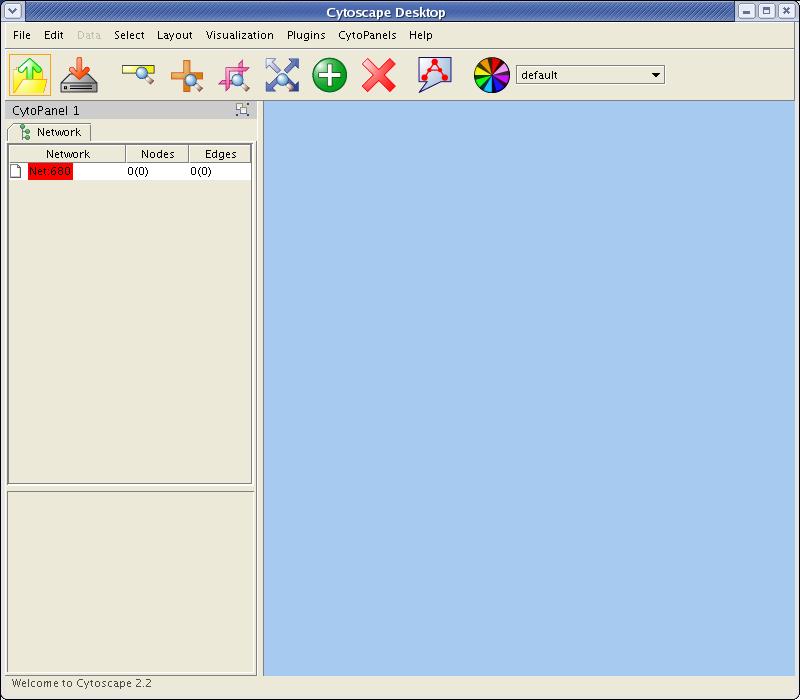 Cytoscape Desktop
File Edit Data Select Layout Visualization Plugins CytoPanels Help
default
CytoPanel 1
Network
Network Nodes Edges
Net:680 0(0) 0(0)
Welcome to Cytoscape 2.2